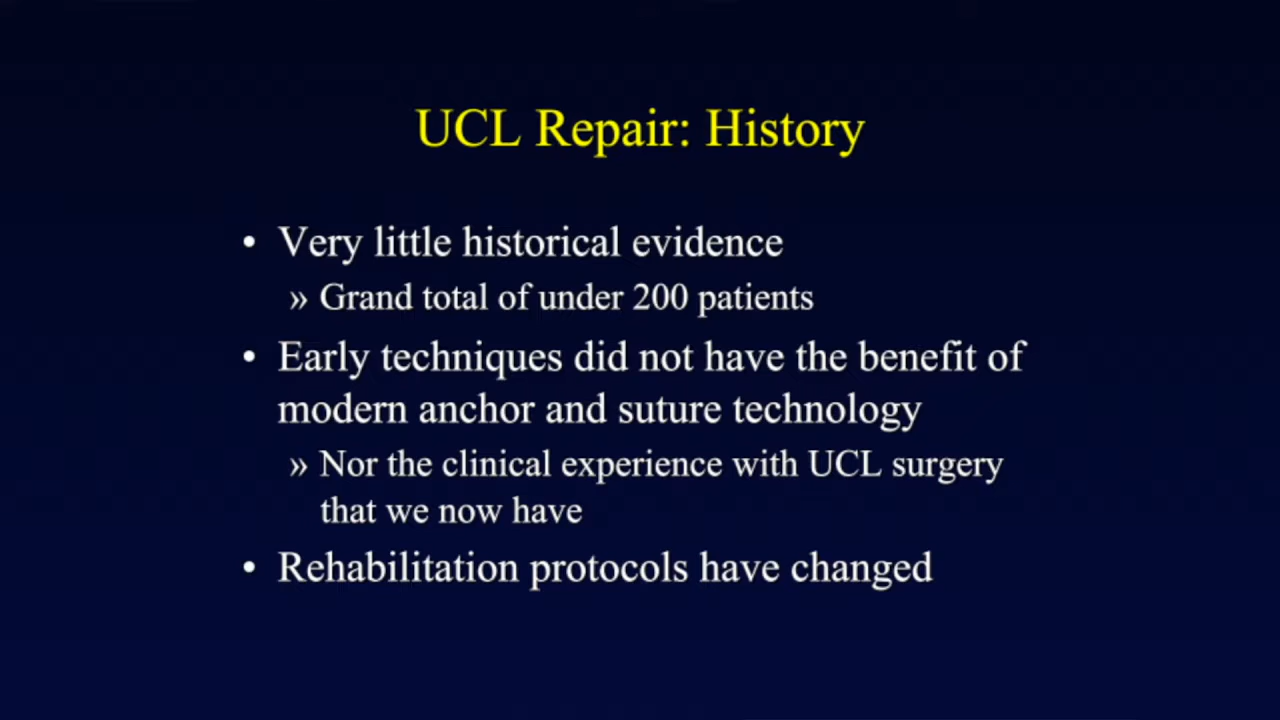 UCL Repair: History
• Very little historical evidence
» Grand total of under 200 patients
• Early techniques did not have the benefit of
modern anchor and suture technology
» Nor the clinical experience with UCL surgery
that we now have
• Rehabilitation protocols have changed